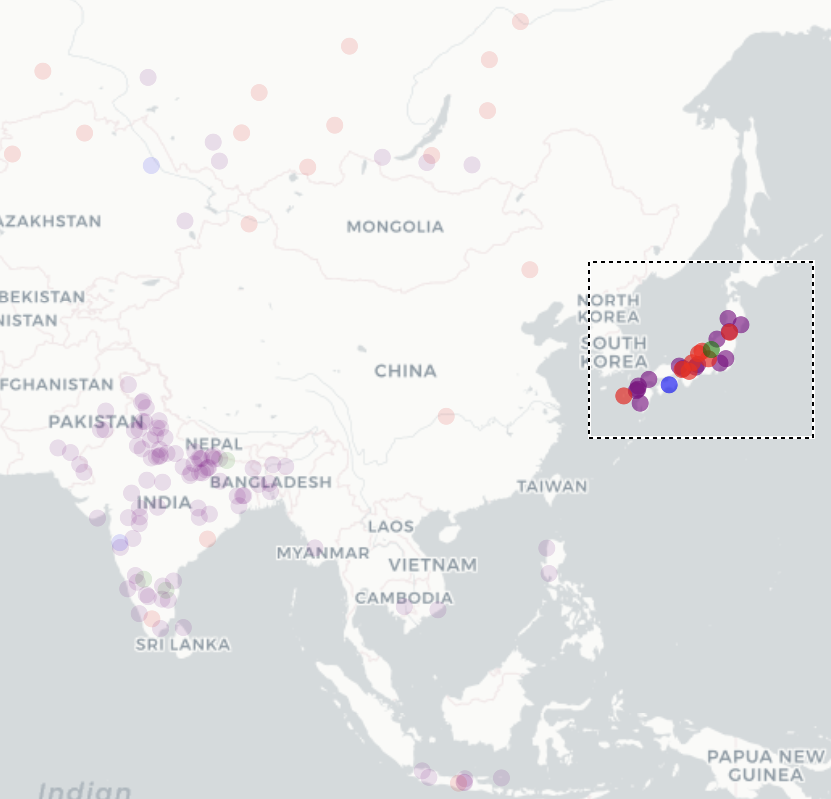 AZAKHSTAN
MONGOLIA
BEKISTAN
NISTAN
NORTH
KOREA
SOUTH
KOREA
CHINA
FGHANISTAN
PAKISTAN
NEPAL
BANGLADESH
INDIA
TAIWAN
LAOS
MYANMAR
VIETNAM
CAMBODIA
SRI LANKA
PAPUA NEW
GUINEA
Indian